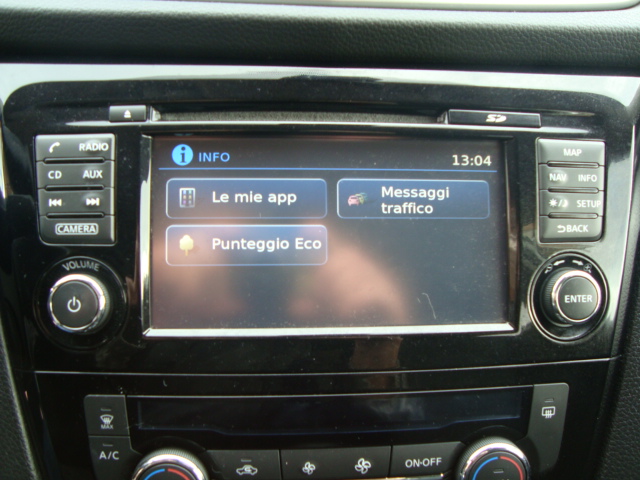 SD
RADIO
CD AUX
CAMERA
VOLUME
i INFO
13:04
Le mie app
Messaggi
traffico
Punteggio Eco
MAP
NAV INFO
SETUP
BACK
ENTER
MAX
A/C
ON·OFF